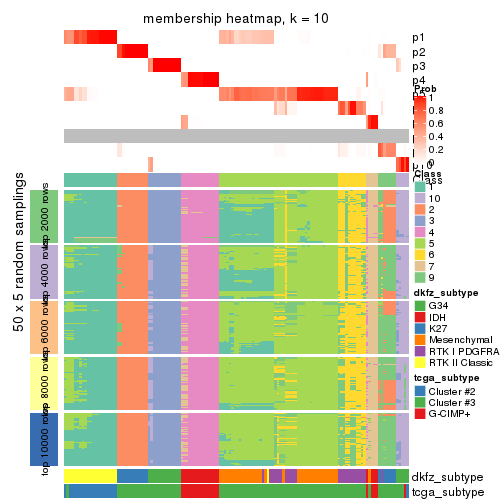 membership heatmap, k = 10
p1
p2
p3
p4
Prob
1
0.8
0.6
0.4
0.2
0
Class
Class
1
10
2
3
4
5
6
7
9
50 x 5 random samplings
top 2000 rows
top 4000 rows
top 6000 rows
top 8000 rows
top 10000 rows
dkfz_subtype
G34
IDH
K27
Mesenchymal
RTK I PDGFRA
RTK II Classic
tcga_subtype
Cluster #2
Cluster #3
G-CIMP+
dkfz_subtype
tcga_subtype